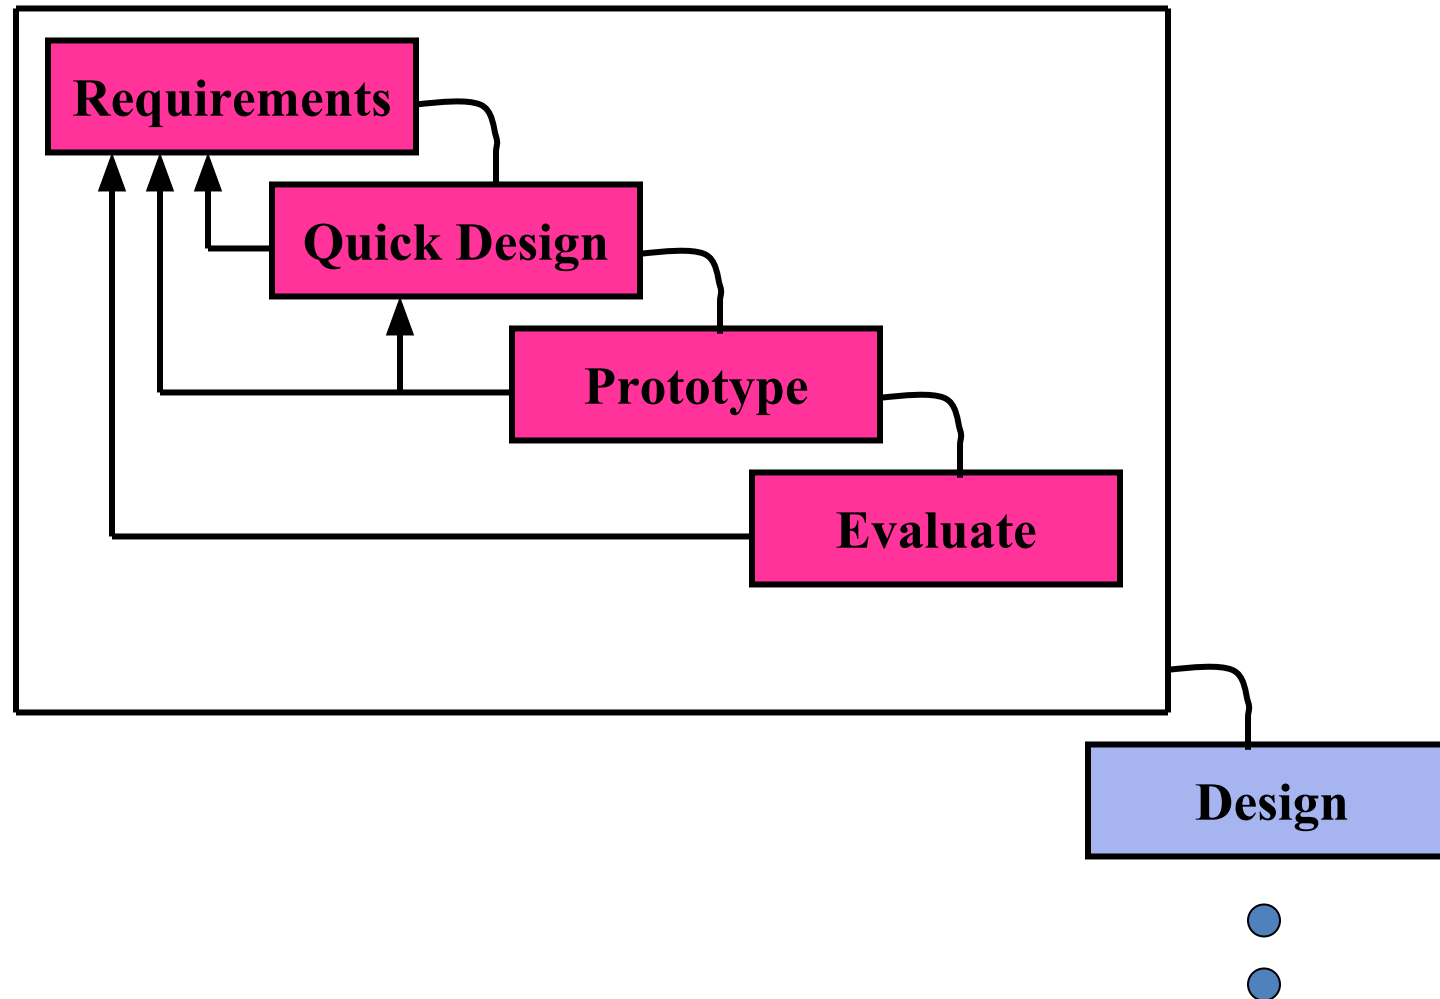 Requirements
Quick Design
Prototype
Evaluate
Design